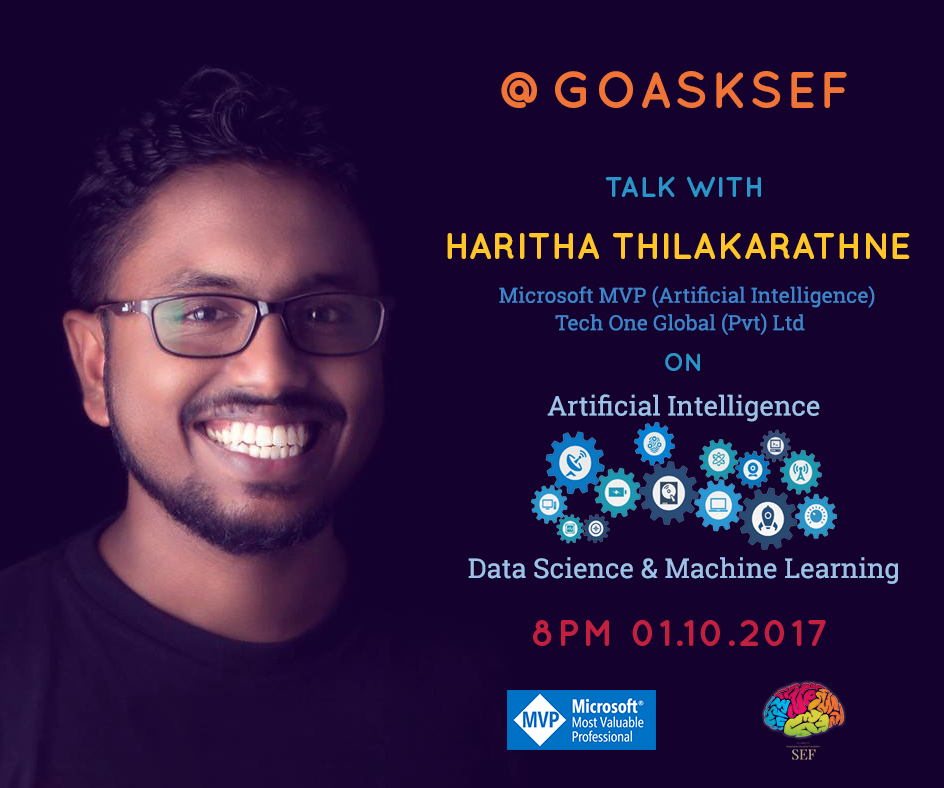 @ GOASKSEF
TALK WITH
HARITHA THILAKARATHNE
Microsoft MVP (Artificial Intelligence)
Tech One Global (Pvt) Ltd
ON
Artificial Intelligence
Data Science & Machine Learning
8PM 01.10.2017
MVP
Microsoft®
Most Valuable
Professional
SEF